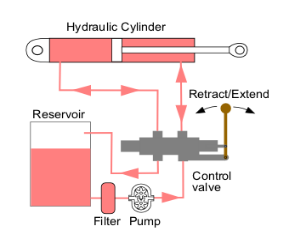 Hydraulic Cylinder
Retract/Extend
Reservoir
Control
valve
Filter
Pump